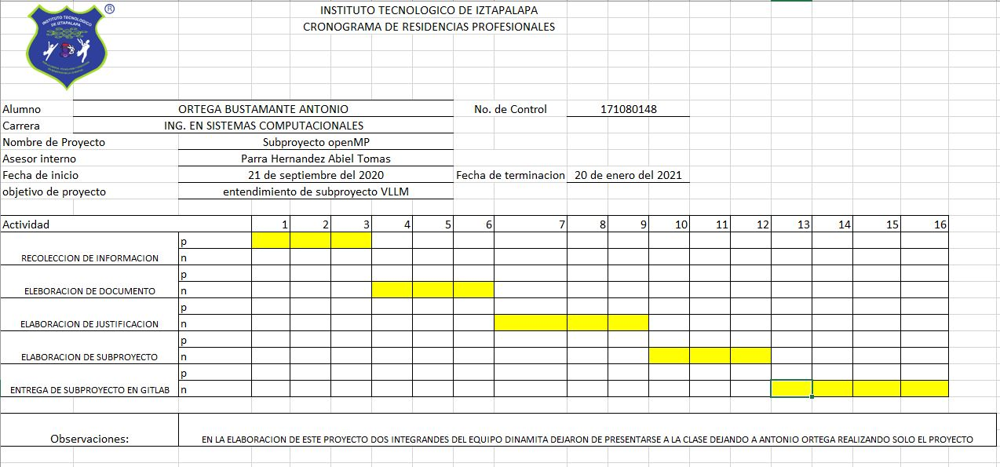 INSTITUTO TECNOLOGICO DE IZTAPALAPA
CRONOGRAMA DE RESIDENCIAS PROFESIONALES
®
INSTITUTO TECNOLOGICO
DE IZTAPALAPA
Alumno ORTEGA BUSTAMANTE ANTONIO No. de Control 171080148
Carrera ING. EN SISTEMAS COMPUTACIONALES
Nombre de Proyecto Subproyecto openMP
Asesor interno Parra Hernandez Abiel Tomas
Fecha de inicio 21 de septiembre del 2020 Fecha de terminacion 20 de enero del 2021
objetivo de proyecto entendimiento de subproyecto VLLM
Actividad 1 2 3 4 5 6 7 8 9 10 11 12 13 14 15 16
p
RECOLECCION DE INFORMACION n
p
ELEBORACION DE DOCUMENTO n
p
ELABORACION DE JUSTIFICACION n
p
ELABORACION DE SUBPROYECTO n
p
ENTREGA DE SUBPROYECTO EN GITLAB n
Observaciones: EN LA ELABORACION DE ESTE PROYECTO DOS INTEGRANDES DEL EQUIPO DINAMITA DEJARON DE PRESENTARSE A LA CLASE DEJANDO A ANTONIO ORTEGA REALIZANDO SOLO EL PROYECTO